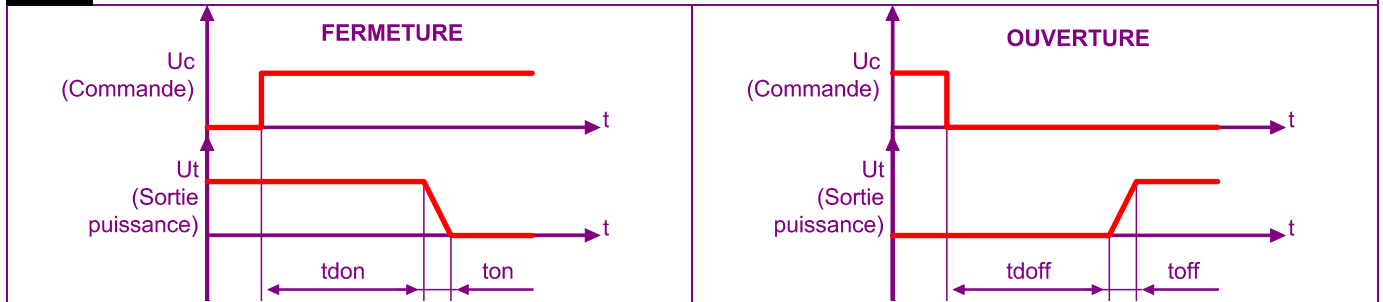 FERMETURE
Uc
(Commande)
t
Ut
(Sortie
puissance)
t
tdon
ton
OUVERTURE
Uc
(Commande)
t
Ut
(Sortie
puissance)
t
tdoff
toff